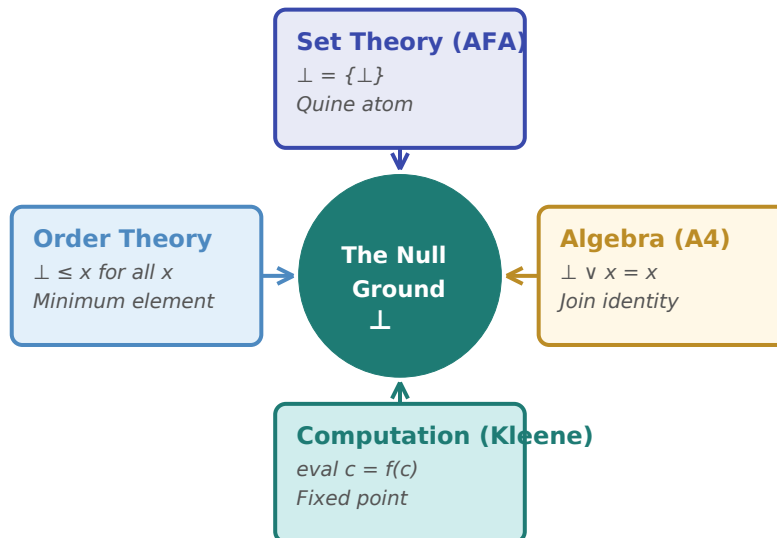 Set Theory (AFA)
⊥ = {⊥}
Quine atom
Order Theory
⊥ ≤ x for all x
Minimum element
The Null
Ground
⊥
Algebra (A4)
⊥ ∨ x = x
Join identity
Computation (Kleene)
eval c = f(c)
Fixed point